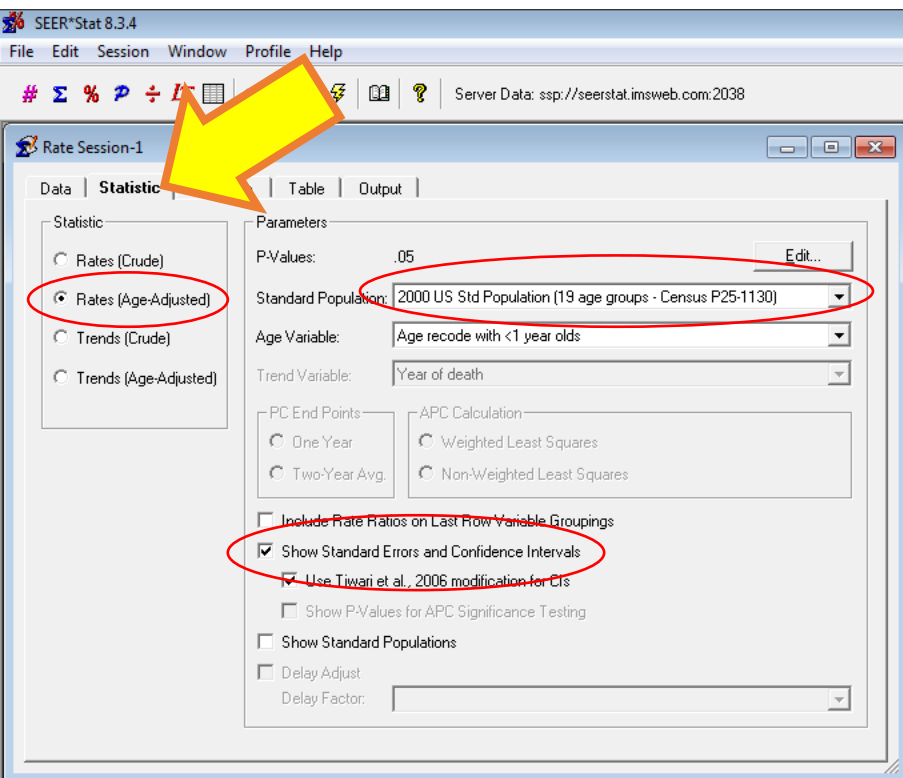 SEER*Stat 8.3.4
File Edit Session Window Profile Help
# Σ % P ÷ ? Server Data: ssp://seerstat.imsweb.com:2038
Rate Session-1
Data Statistic Table Output
Statistic
Rates (Crude)
Rates (Age-Adjusted)
Trends (Crude)
Trends (Age-Adjusted)
Parameters
P-Values: .05 Edit...
Standard Population: 2000 US Std Population (19 age groups - Census P25-1130)
Age Variable: Age recode with <1 year olds
Trend Variable: Year of death
PC End Points
One Year
Two-Year Avg.
APC Calculation
Weighted Least Squares
Non-Weighted Least Squares
Include Rate Ratios on Last Row Variable Groupings
Show Standard Errors and Confidence Intervals
Use Tiwari et al., 2006 modification for CIs
Show P-Values for APC Significance Testing
Show Standard Populations
Delay Adjust
Delay Factor: